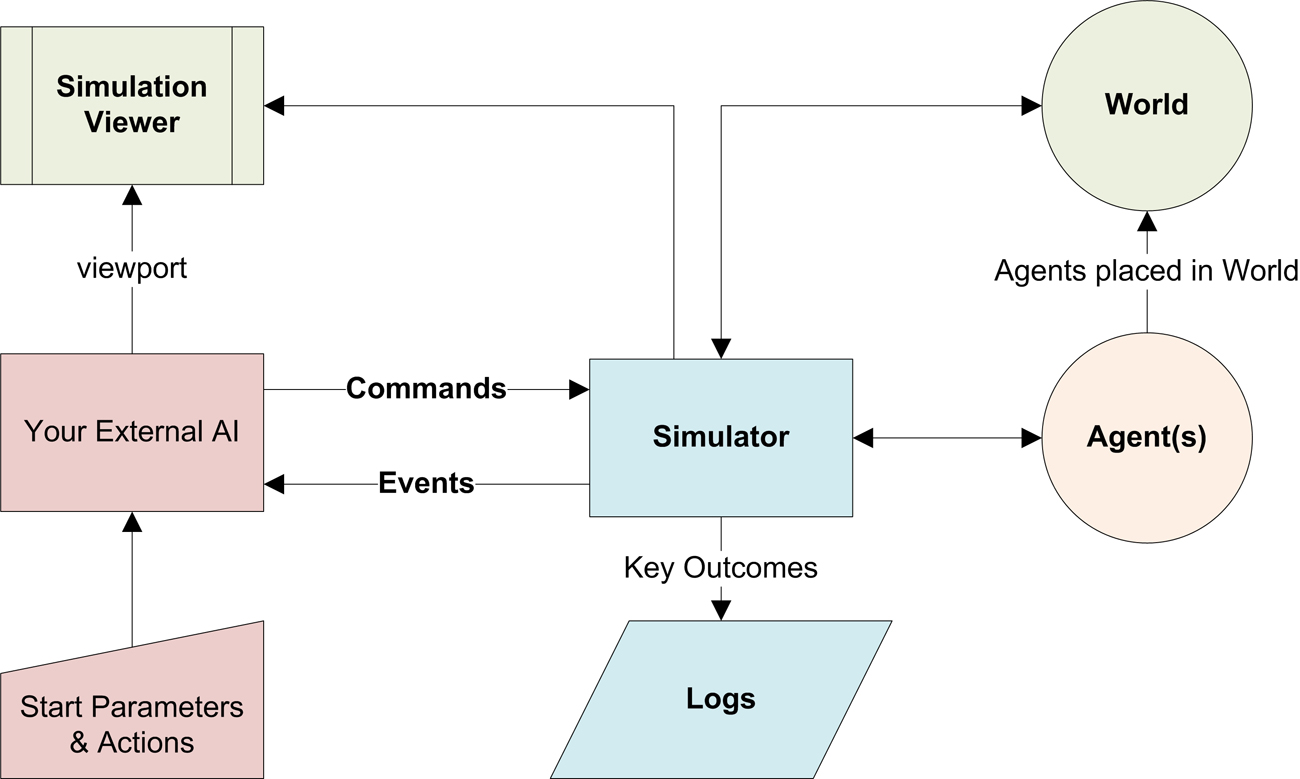 Simulation
Viewer
World
viewport
Agents placed in World
Commands
Your External AI
Simulator
Agent(s)
Events
Key Outcomes
Start Parameters
& Actions
Logs